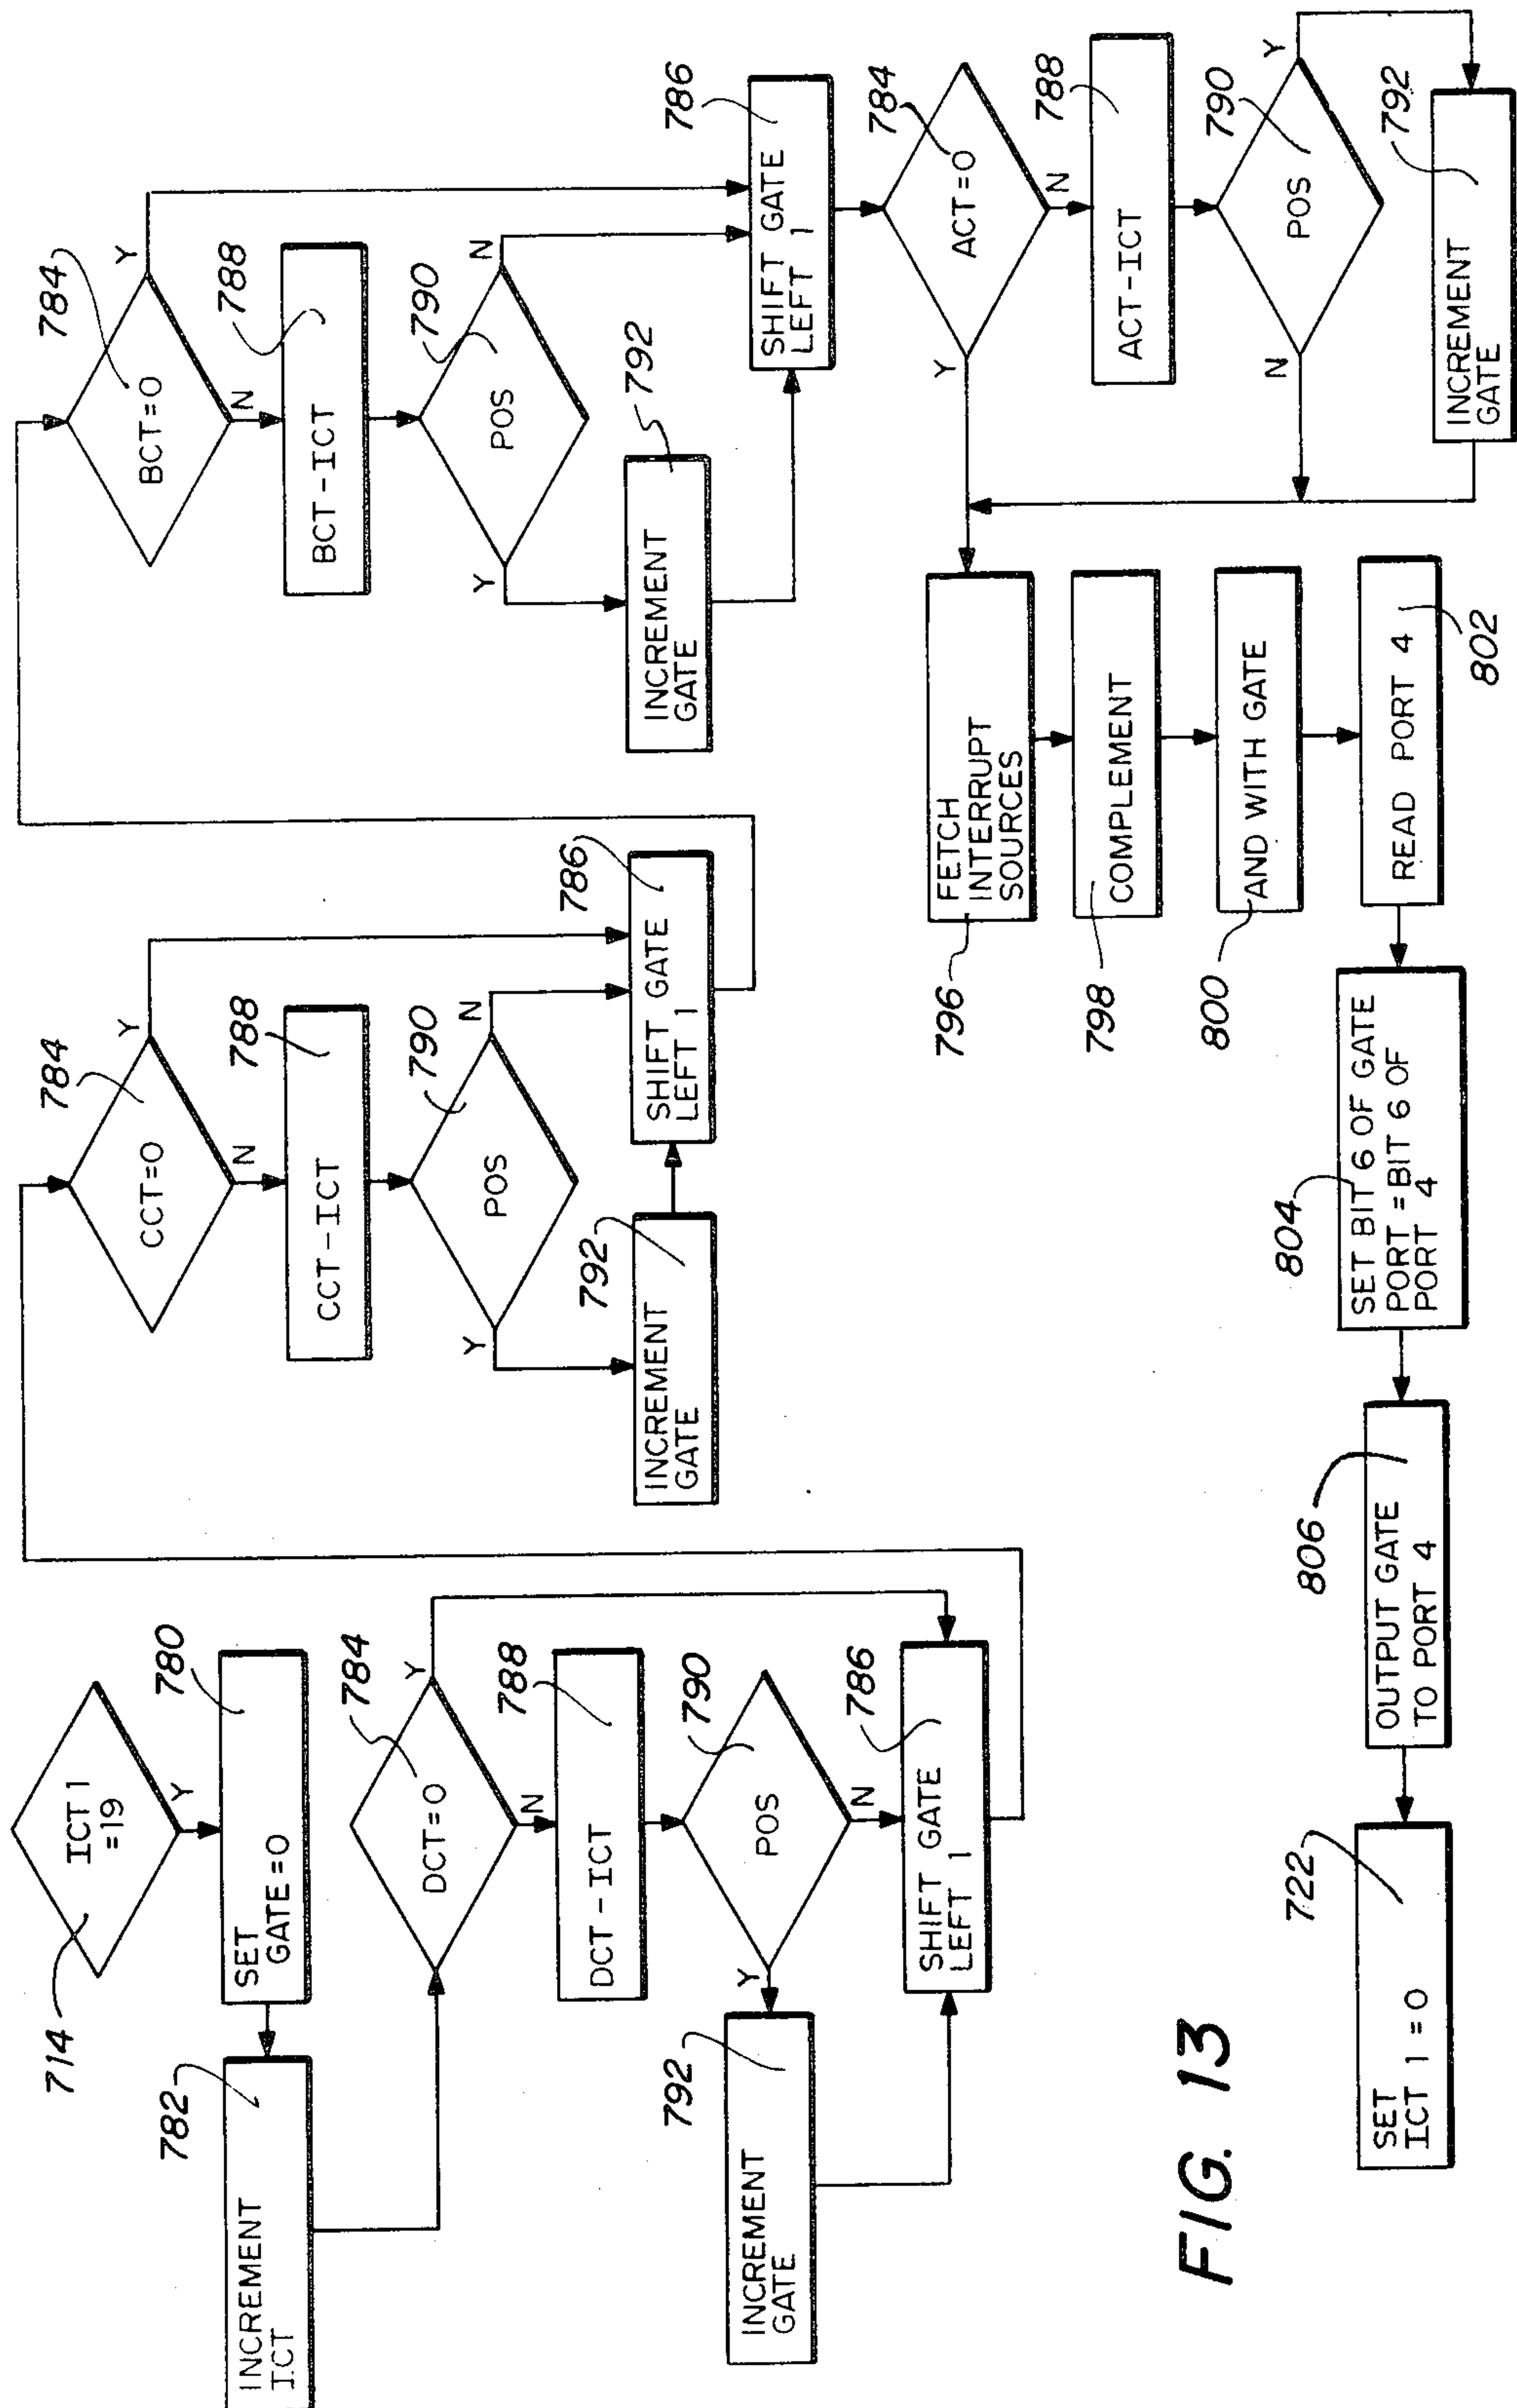 714
ICT 1
=19
Y
780
SET
GATE=0
782
INCREMENT
ICT
784
DCT=0
Y
N
788
DCT-ICT
790
POS
Y
N
792
INCREMENT
GATE
786
SHIFT GATE
LEFT 1
784
CCT=0
Y
N
788
CCT-ICT
790
POS
Y
N
792
INCREMENT
GATE
786
SHIFT GATE
LEFT 1
784
BCT=0
Y
N
788
BCT-ICT
790
POS
Y
N
792
INCREMENT
GATE
786
SHIFT GATE
LEFT 1
784
ACT=0
Y
N
788
ACT-ICT
790
POS
N
Y
792
INCREMENT
GATE
796
FETCH
INTERRUPT
SOURCES
798
COMPLEMENT
800
AND WITH GATE
802
READ PORT 4
804
SET BIT 6 OF GATE
PORT =BIT 6 OF
PORT 4
806
OUTPUT GATE
TO PORT 4
722
SET
ICT 1 = 0
FIG. 13